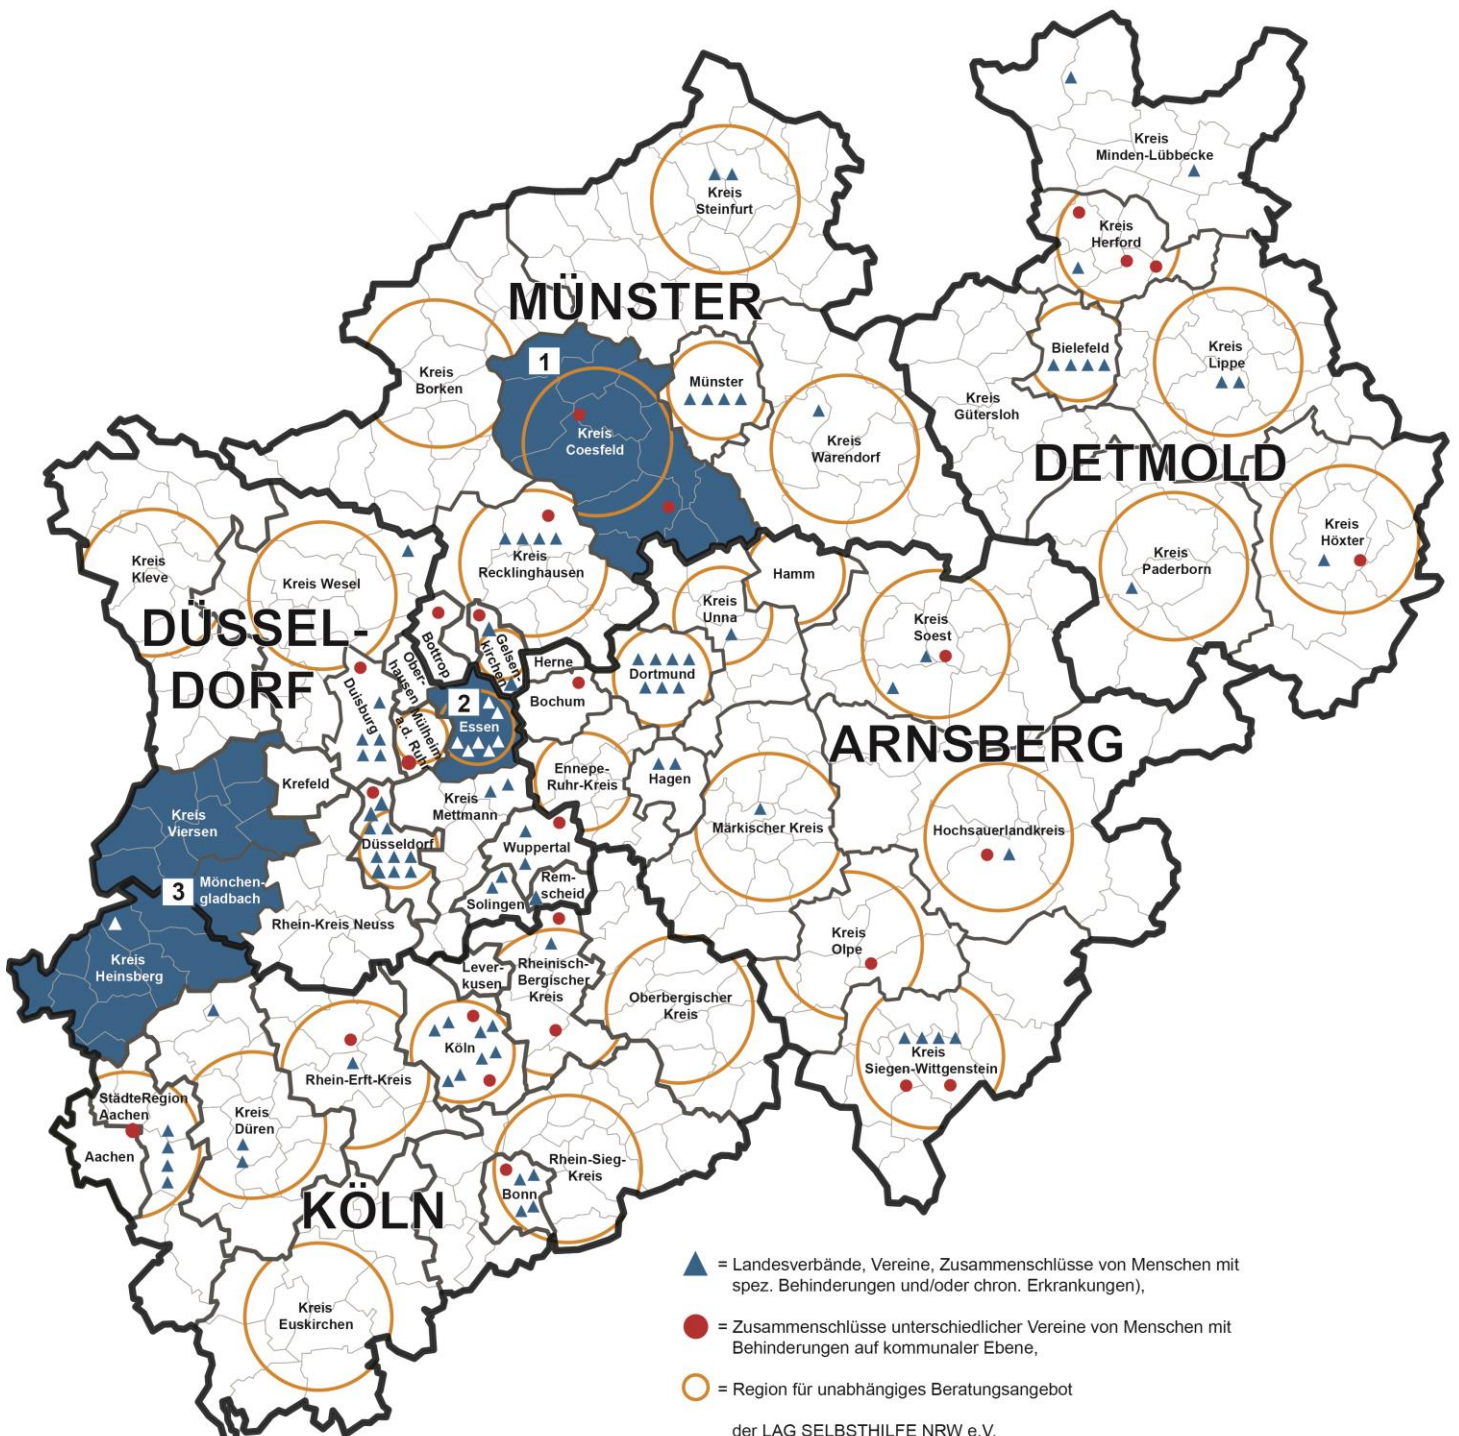 Kreis
Minden-Lübbecke
Kreis
Steinfurt
Kreis
Herford
MÜNSTER
1
Bielefeld
Kreis
Lippe
Kreis
Borken
Münster
Kreis
Gütersloh
Kreis
Coesfeld
Kreis
Warendorf
DETMOLD
Kreis
Höxter
Kreis
Kleve
Kreis Wesel
Kreis
Recklinghausen
Hamm
Kreis
Paderborn
Kreis
Unna
Kreis
Soest
DÜSSEL-
DORF
Bottrop
Gelsen-
kirchen
Herne
Ober-
hausen
Dortmund
Duisburg
2
Essen
Bochum
Mülheim
a.d. Ruhr
ARNSBERG
Krefeld
Kreis
Mettmann
Ennepe-
Ruhr-Kreis
Hagen
Kreis
Viersen
Düsseldorf
Wuppertal
Märkischer Kreis
Hochsauerlandkreis
3
Mönchen-
gladbach
Solingen
Rem-
scheid
Rhein-Kreis Neuss
Kreis
Olpe
Kreis
Heinsberg
Lever-
kusen
Rheinisch-
Bergischer
Kreis
Oberbergischer
Kreis
Köln
Kreis
Siegen-Wittgenstein
Rhein-Erft-Kreis
StädteRegion
Aachen
Kreis
Düren
Aachen
Rhein-Sieg-
Kreis
Bonn
KÖLN
Kreis
Euskirchen
= Landesverbände, Vereine, Zusammenschlüsse von Menschen mit
spez. Behinderungen und/oder chron. Erkrankungen),
= Zusammenschlüsse unterschiedlicher Vereine von Menschen mit
Behinderungen auf kommunaler Ebene,
= Region für unabhängiges Beratungsangebot
der LAG SELBSTHILFE NRW e.V.